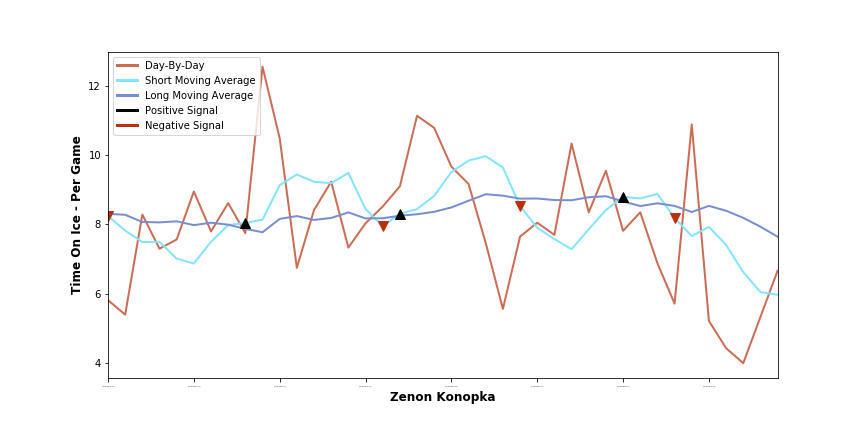 Day-By-Day
Short Moving Average
Long Moving Average
Positive Signal
Negative Signal
12
10
8
6
4
Time On Ice - Per Game
Zenon Konopka